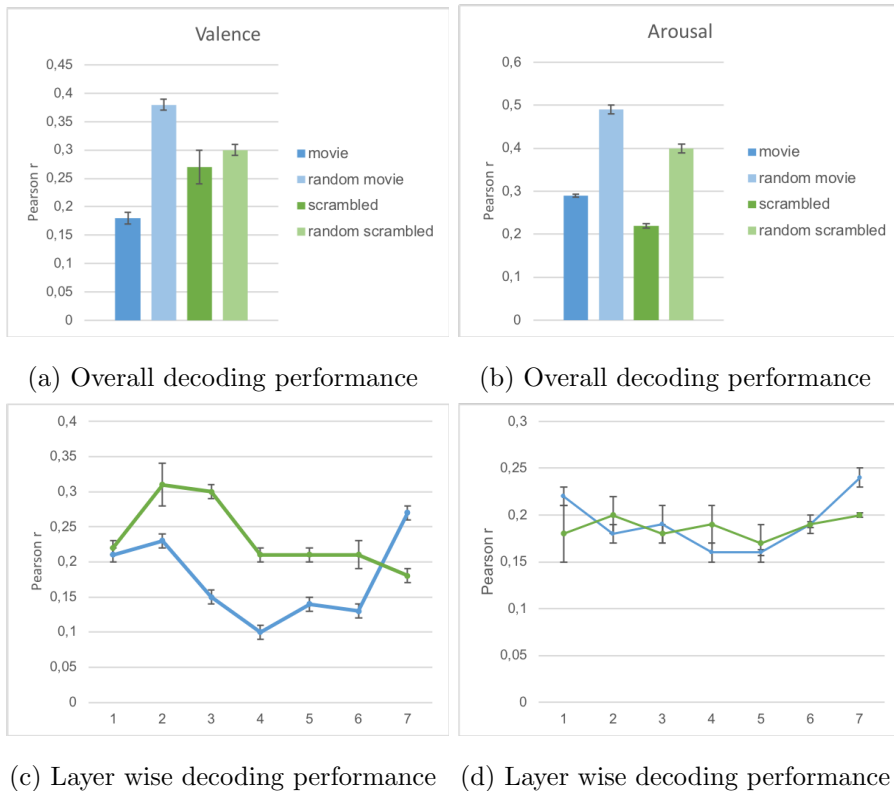 Valence
Pearson r
0,45
0,4
0,35
0,3
0,25
0,2
0,15
0,1
0,05
0
movie
random movie
scrambled
random scrambled
(a) Overall decoding performance
Arousal
Pearson r
0,6
0,5
0,4
0,3
0,2
0,1
0
movie
random movie
scrambled
random scrambled
(b) Overall decoding performance
Pearson r
0,4
0,35
0,3
0,25
0,2
0,15
0,1
0,05
0
1 2 3 4 5 6 7
(c) Layer wise decoding performance
Pearson r
0,3
0,25
0,2
0,15
0,1
0,05
0
1 2 3 4 5 6 7
(d) Layer wise decoding performance